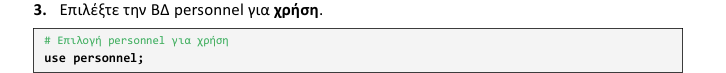 3. Επιλέξτε την ΒΔ personnel για χρήση.
# Επιλογή personnel για χρήση
use personnel;